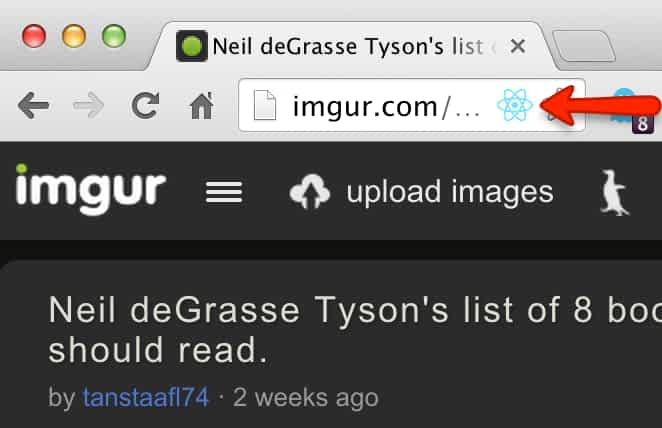 Neil deGrasse Tyson's list
imgur.com/...
8
imgur
upload images
Neil deGrasse Tyson's list of 8 boo
should read.
by tanstaafl74 · 2 weeks ago